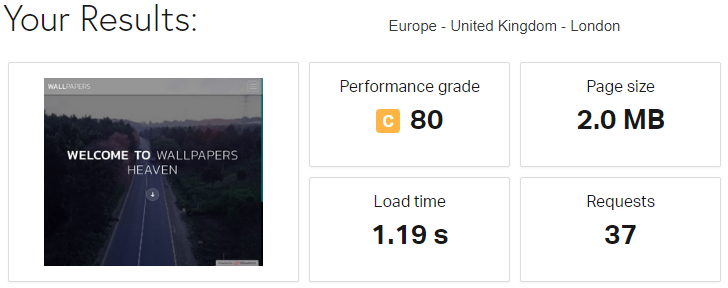 Your Results:
Europe - United Kingdom - London
WALLPAPERS
WELCOME TO WALLPAPERS
HEAVEN
Performance grade
C 80
Page size
2.0 MB
Load time
1.19 s
Requests
37